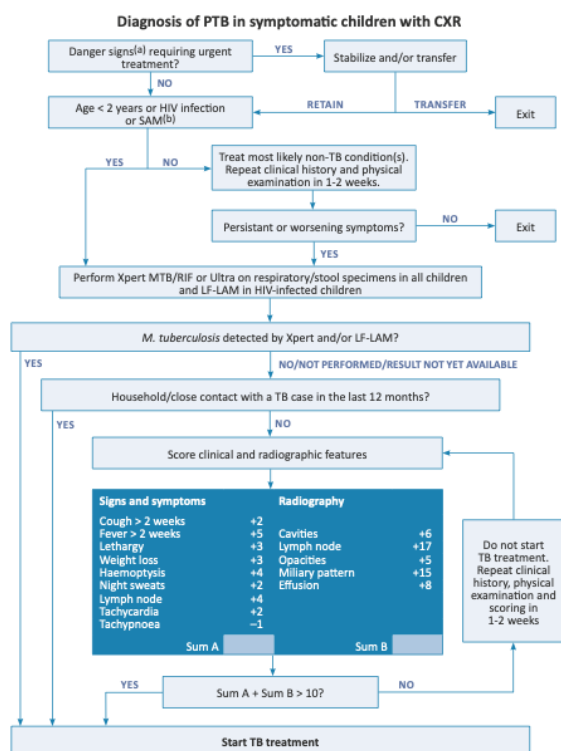 Diagnosis of PTB in symptomatic children with CXR
Danger signs(a) requiring urgent
treatment?
YES
Stabilize and/or transfer
NO
Age < 2 years or HIV infection
or SAM(b)
RETAIN
TRANSFER
Exit
YES
NO
Treat most likely non-TB condition(s).
Repeat clinical history and physical
examination in 1-2 weeks.
Persistant or worsening symptoms?
NO
Exit
YES
Perform Xpert MTB/RIF or Ultra on respiratory/stool specimens in all children
and LF-LAM in HIV-infected children
M. tuberculosis detected by Xpert and/or LF-LAM?
YES
NO/NOT PERFORMED/RESULT NOT YET AVAILABLE
Household/close contact with a TB case in the last 12 months?
YES
NO
Score clinical and radiographic features
Signs and symptoms
Cough > 2 weeks +2
Fever > 2 weeks +5
Lethargy +3
Weight loss +3
Haemoptysis +4
Night sweats +2
Lymph node +4
Tachycardia +2
Tachypnoea –1
Sum A
Radiography
Cavities +6
Lymph node +17
Opacities +5
Miliary pattern +15
Effusion +8
Sum B
Do not start
TB treatment.
Repeat clinical
history, physical
examination and
scoring in
1-2 weeks
YES
Sum A + Sum B > 10?
NO
Start TB treatment